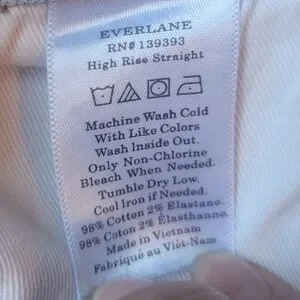 EVERLANE
RN# 139393
High Rise Straight
Machine Wash Cold
With Like Colors
Wash Inside Out.
Only Non-Chlorine
Bleach When Needed.
Tumble Dry Low.
Cool Iron if Needed.
98% Cotton 2% Elastane.
98% Coton 2% Élasthanne.
Made in Vietnam
Fabriqué au Viêt-Nam